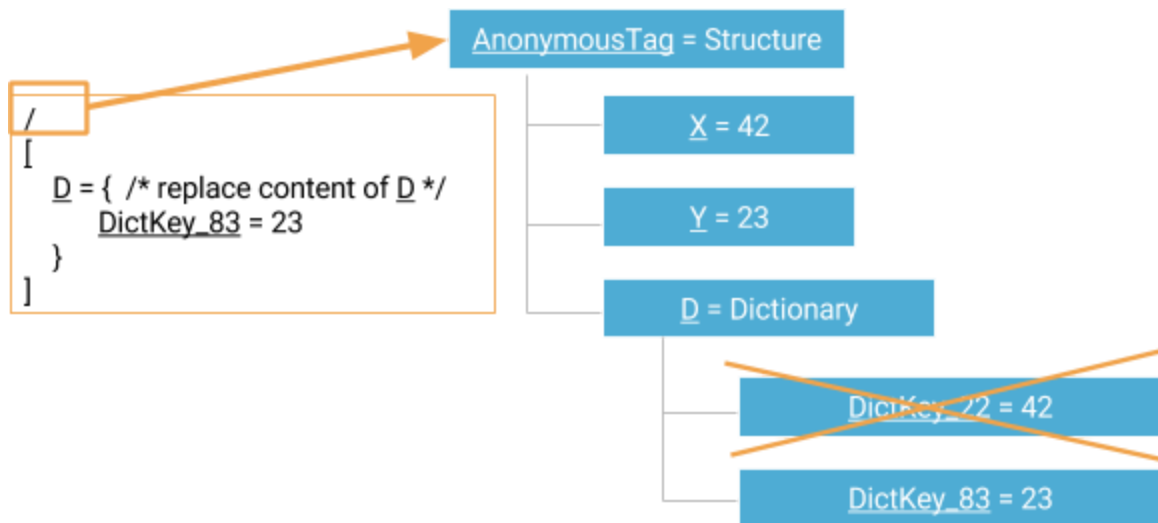 AnonymousTag = Structure
/
[
D = { /* replace content of D */
DictKey_83 = 23
}
]
X = 42
Y = 23
D = Dictionary
DictKey_22 = 42
DictKey_83 = 23